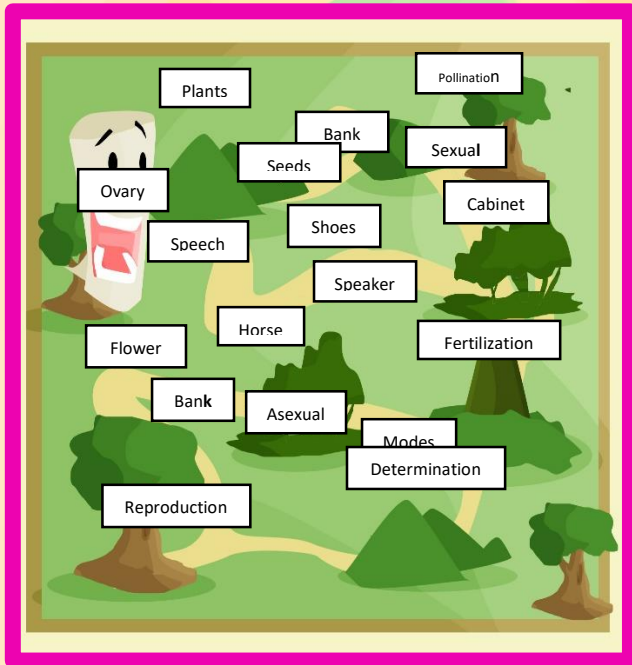 Pollination
Plants
Bank
Sexual
Seeds
Ovary
Cabinet
Shoes
Speech
Speaker
Horse
Fertilization
Flower
Bank
Asexual
Modes
Determination
Reproduction